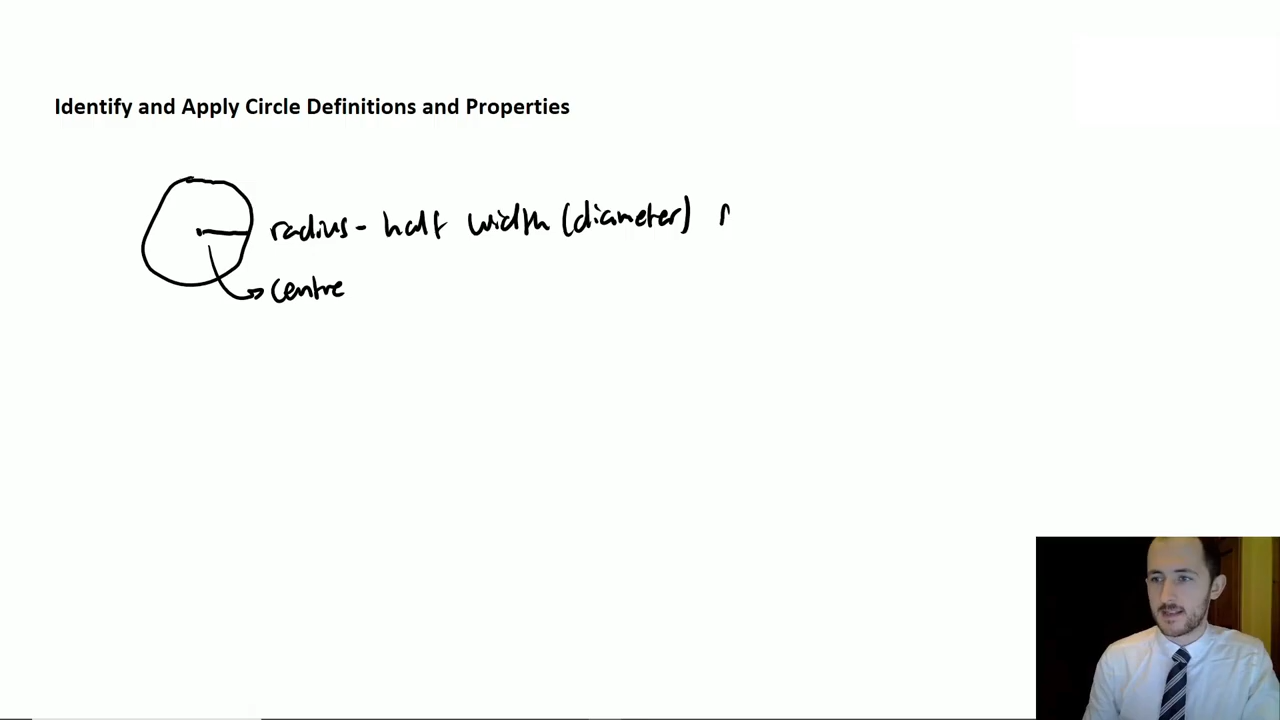 Identify and Apply Circle Definitions and Properties
radius - half width (diameter)
centre